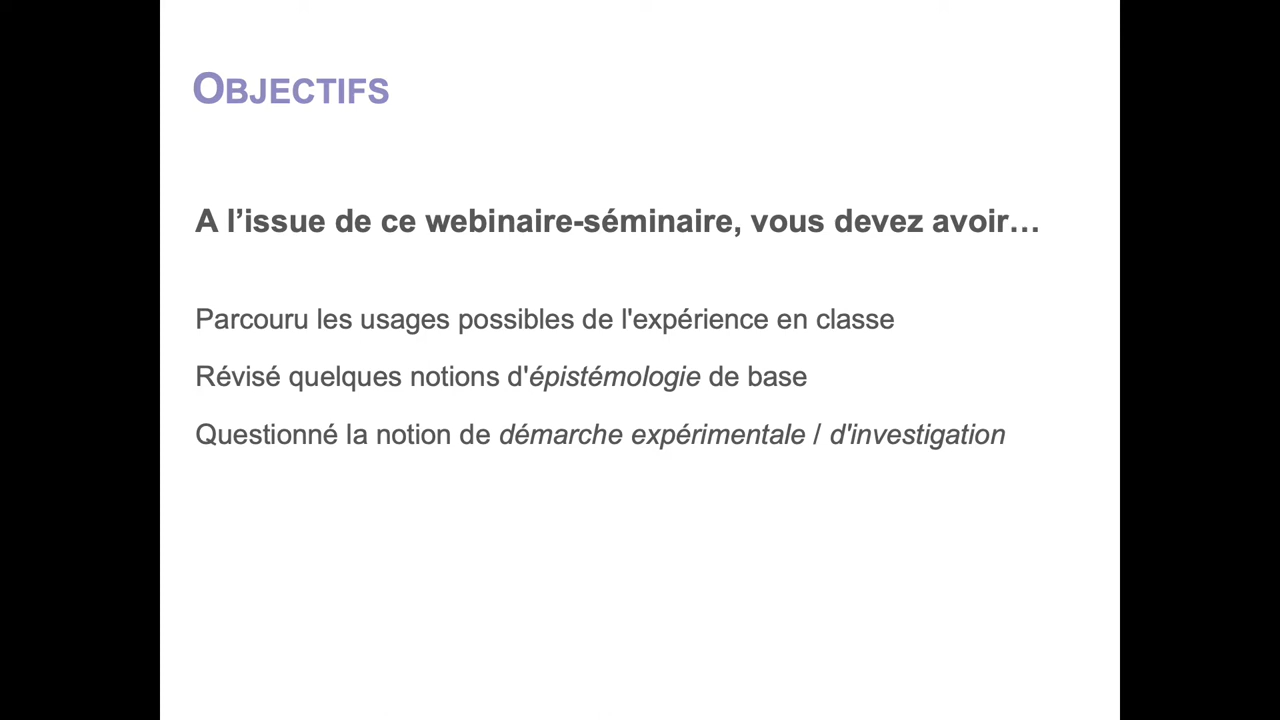 OBJECTIFS
A l’issue de ce webinaire-séminaire, vous devez avoir…
Parcouru les usages possibles de l'expérience en classe
Révisé quelques notions d'épistémologie de base
Questionné la notion de démarche expérimentale / d'investigation